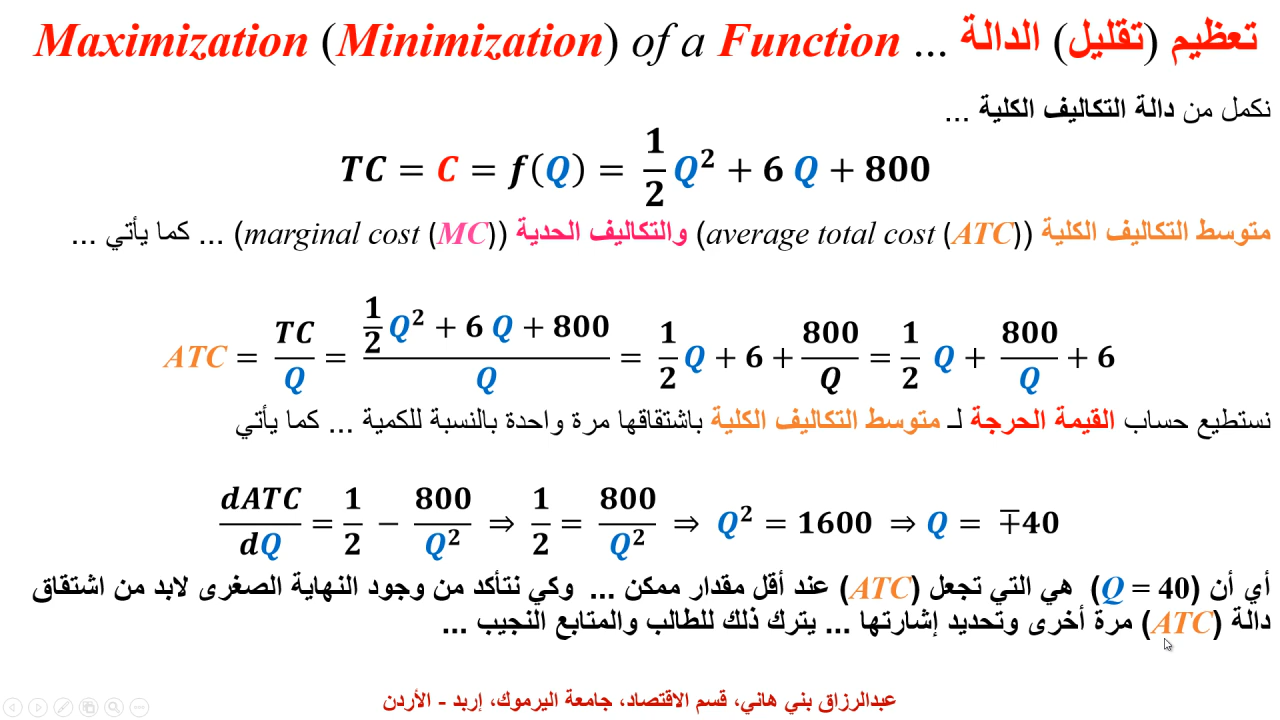 تعظيم (تقليل) الدالة ... Maximization (Minimization) of a Function
نكمل من دالة التكاليف الكلية ...
TC = C = f(Q) = 1/2 Q² + 6 Q + 800
متوسط التكاليف الكلية (average total cost (ATC)) والتكاليف الحدية (marginal cost (MC)) ... كما يأتي ...
ATC = TC/Q = (1/2 Q² + 6 Q + 800)/Q = 1/2 Q + 6 + 800/Q = 1/2 Q + 800/Q + 6
نستطيع حساب القيمة الحرجة لـ متوسط التكاليف الكلية باشتقاقها مرة واحدة بالنسبة للكمية ... كما يأتي
dATC/dQ = 1/2 − 800/Q² ⇒ 1/2 = 800/Q² ⇒ Q² = 1600 ⇒ Q = ∓40
أي أن (Q = 40) هي التي تجعل (ATC) عند أقل مقدار ممكن ... وكي نتأكد من وجود النهاية الصغرى لابد من اشتقاق
دالة (ATC) مرة أخرى وتحديد إشارتها ... يترك ذلك للطالب والمتابع النجيب ...
عبدالرزاق بني هاني، قسم الاقتصاد، جامعة اليرموك، إربد - الأردن